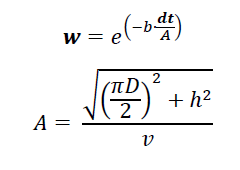 w = e^(-b dt/A)
A = √((πD/2)² + h²)/v